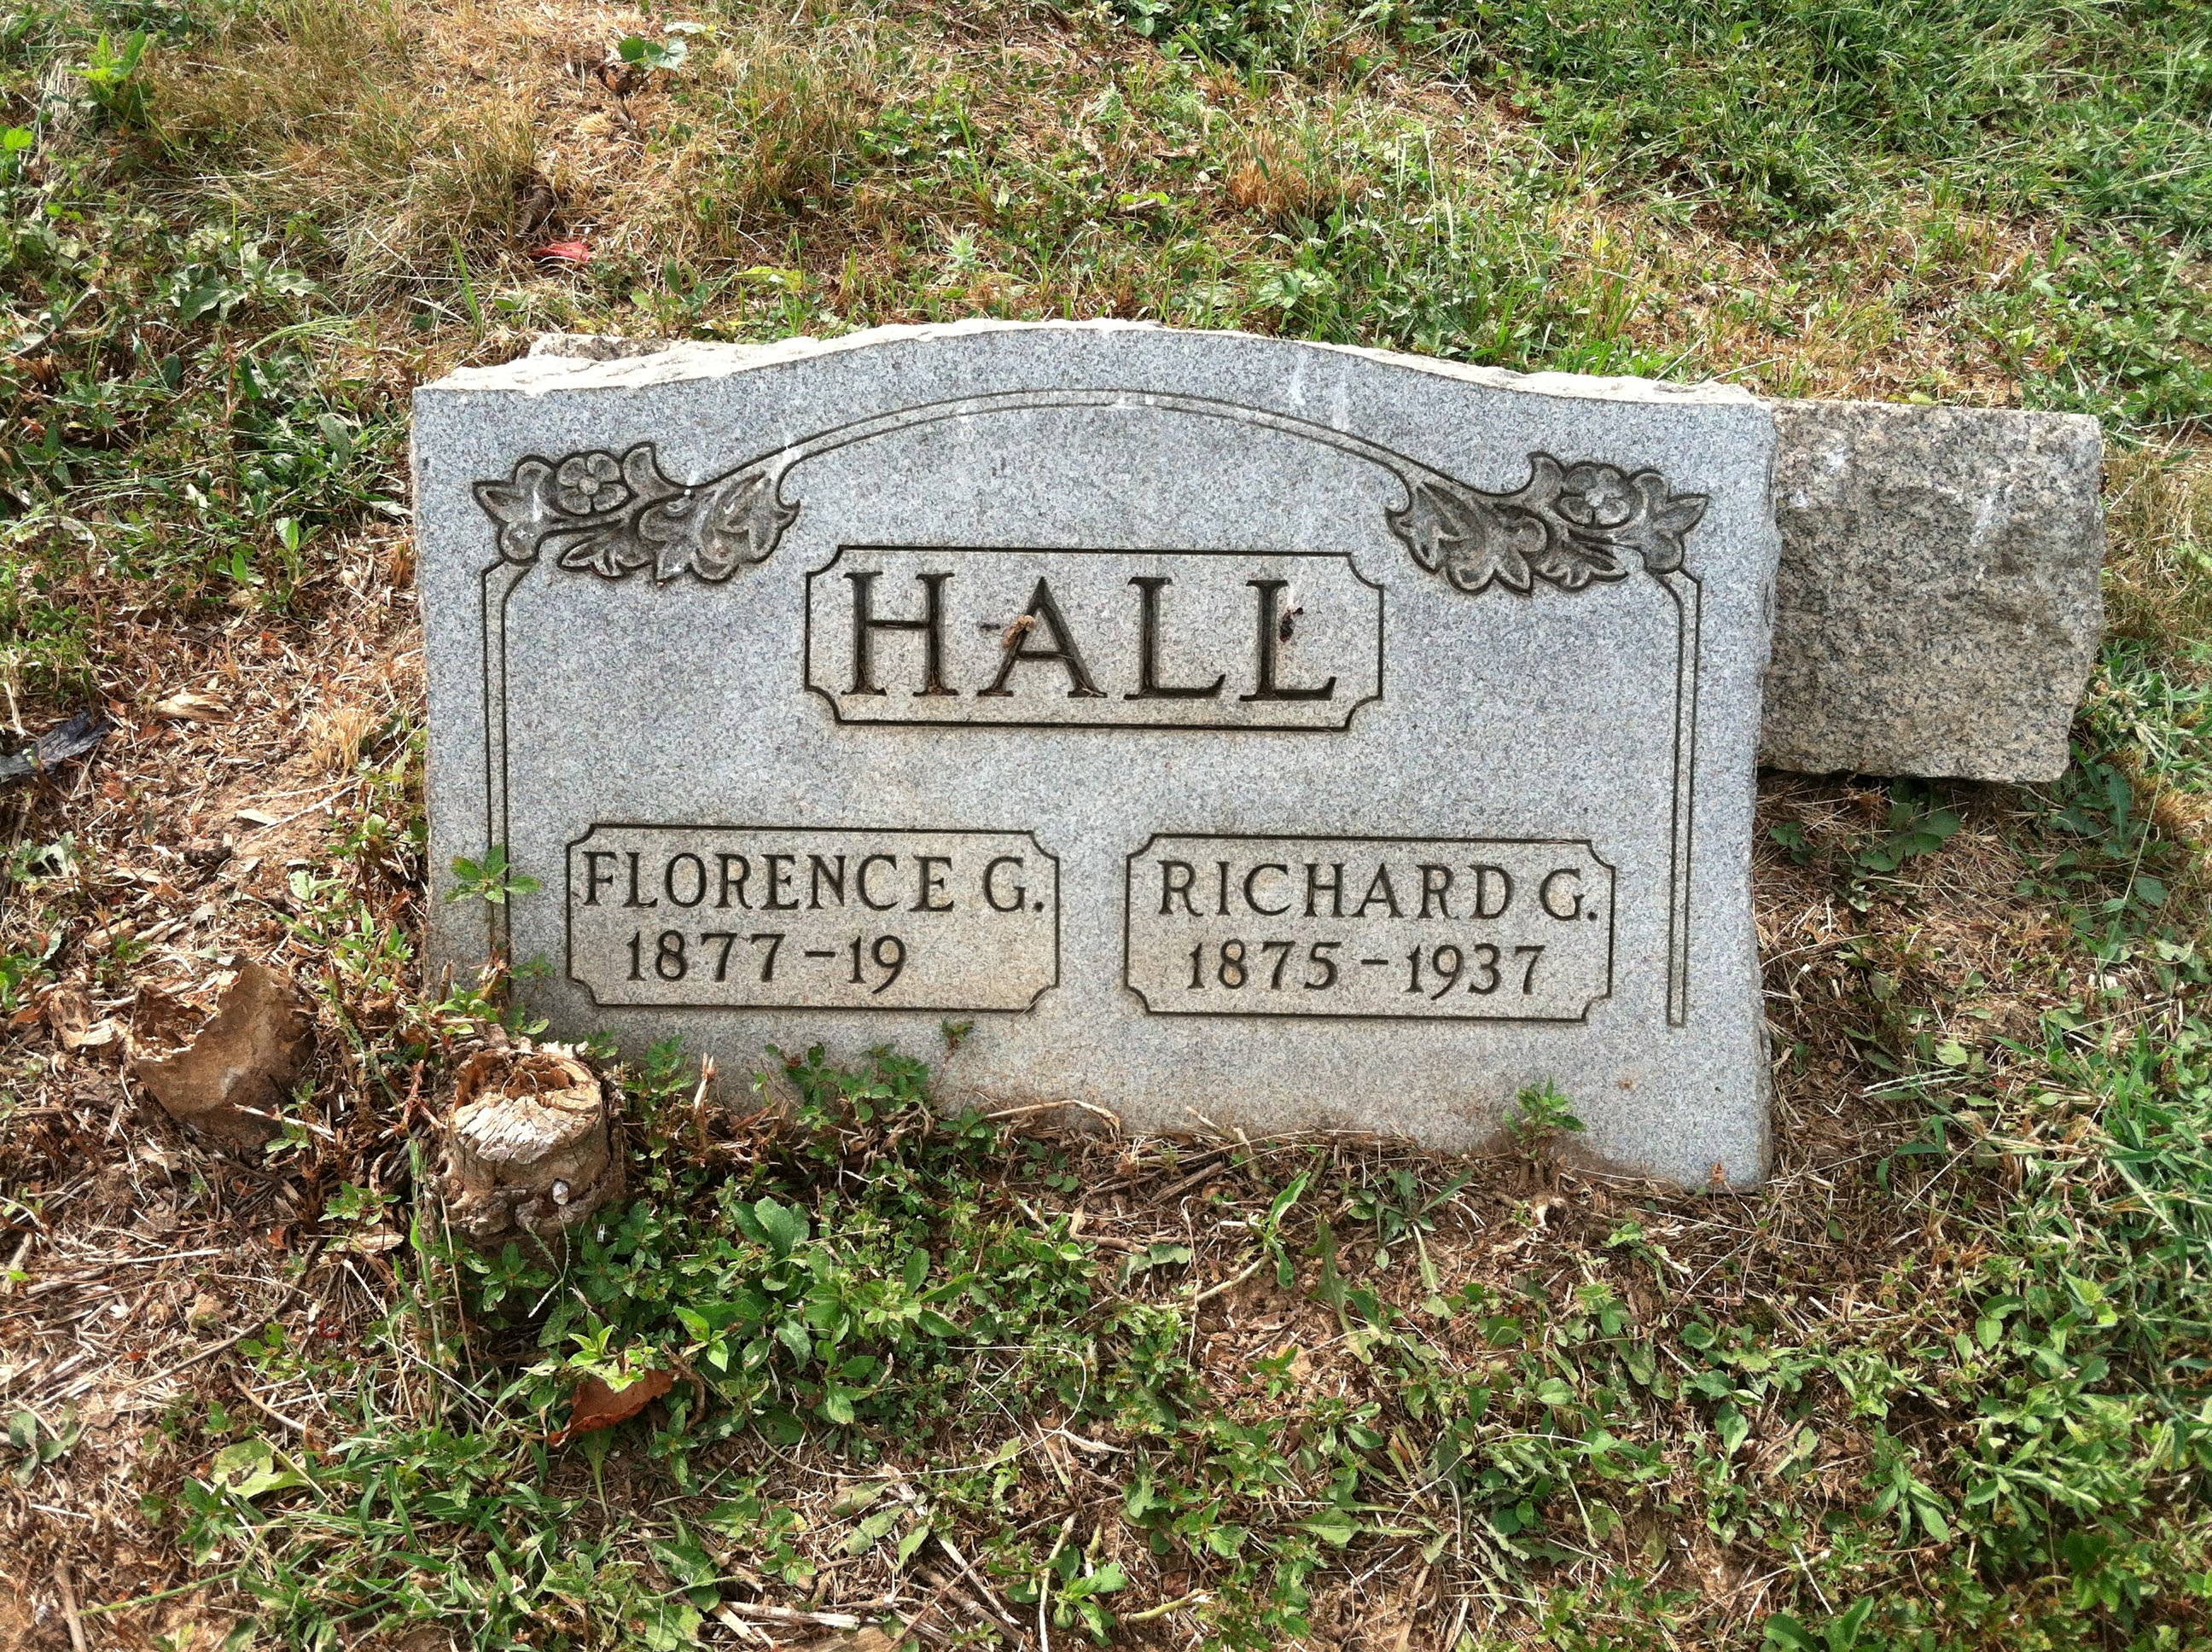 HALL
FLORENCE G.
1877-19
RICHARD G.
1875-1937